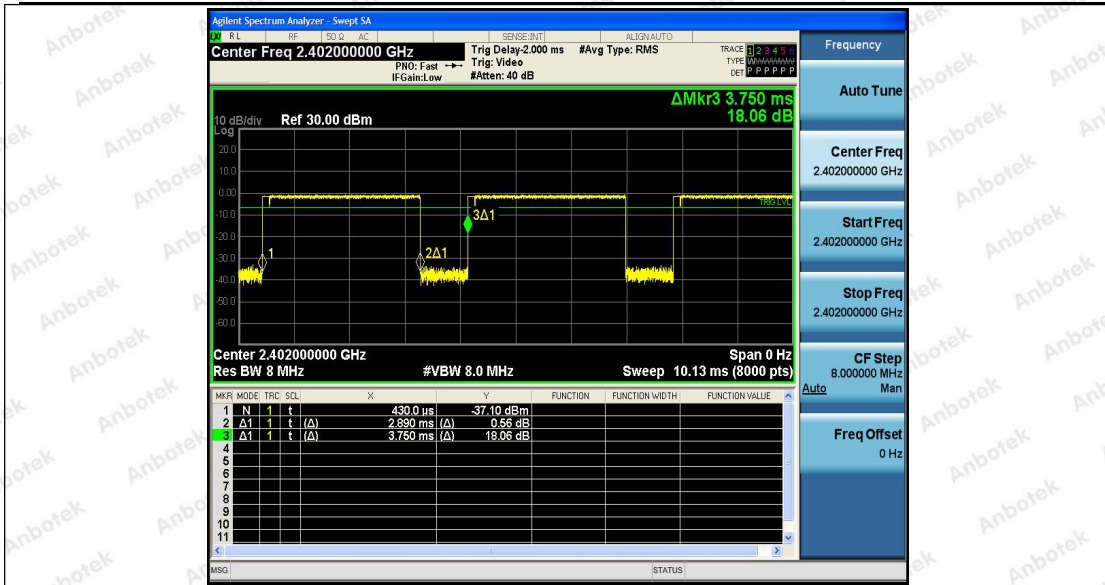 Agilent Spectrum Analyzer - Swept SA
RL RF 50 Ω AC SENSE:INT ALIGNAUTO
Center Freq 2.402000000 GHz
PNO: Fast
IFGain:Low
Trig Delay-2.000 ms
Trig: Video
#Atten: 40 dB
#Avg Type: RMS
TRACE 1 2 3 4 5 6
TYPE
DET P P P P P P
ΔMkr3 3.750 ms
18.06 dB
10 dB/div
Log
Ref 30.00 dBm
20.0
10.0
0.00
-10.0
-20.0
-30.0
-40.0
-50.0
-60.0
TRIG LVL
1
2Δ1
3Δ1
Center 2.402000000 GHz Span 0 Hz
Res BW 8 MHz #VBW 8.0 MHz Sweep 10.13 ms (8000 pts)
MKR MODE TRC SCL X Y FUNCTION FUNCTION WIDTH FUNCTION VALUE
1 N 1 t 430.0 µs -37.10 dBm
2 Δ1 1 t (Δ) 2.890 ms (Δ) 0.56 dB
3 Δ1 1 t (Δ) 3.750 ms (Δ) 18.06 dB
4
5
6
7
8
9
10
11
MSG STATUS
Frequency
Auto Tune
Center Freq
2.402000000 GHz
Start Freq
2.402000000 GHz
Stop Freq
2.402000000 GHz
CF Step
8.000000 MHz
Auto Man
Freq Offset
0 Hz
Anbotek